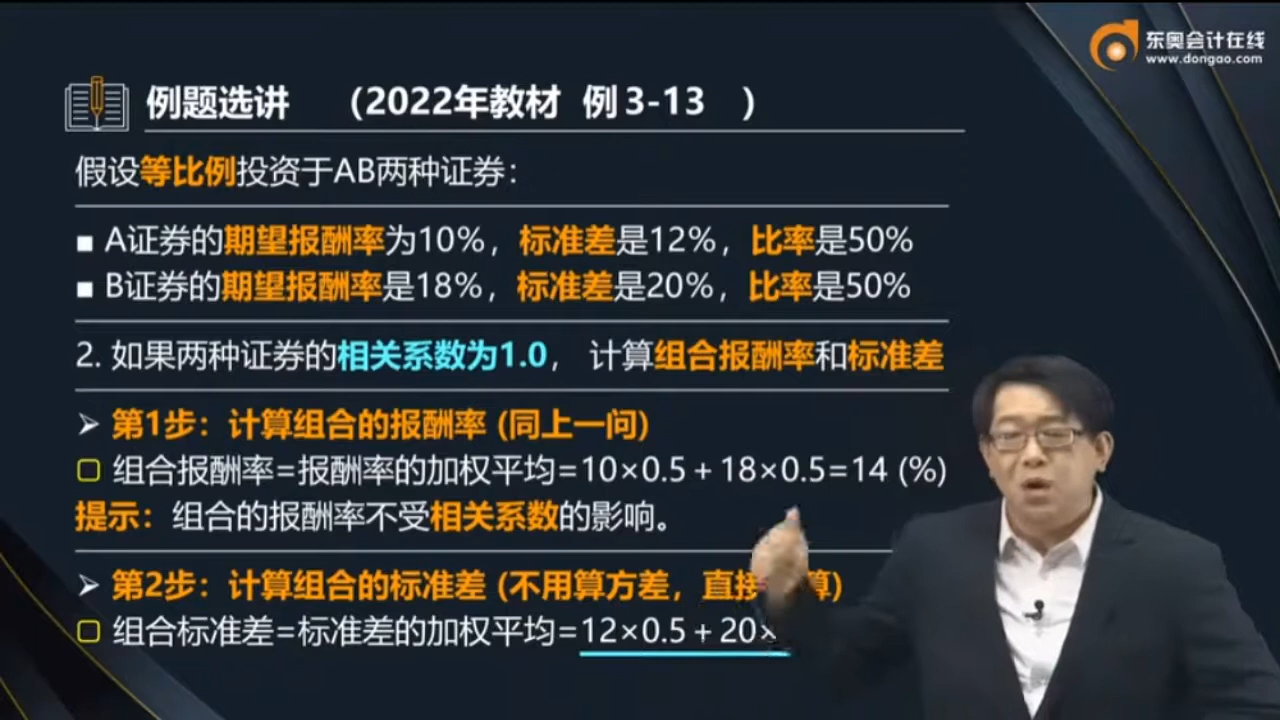 东奥会计在线
www.dongao.com
例题选讲 （2022年教材 例 3-13 ）
假设等比例投资于AB两种证券：
■ A证券的期望报酬率为10%，标准差是12%，比率是50%
■ B证券的期望报酬率是18%，标准差是20%，比率是50%
2. 如果两种证券的相关系数为1.0， 计算组合报酬率和标准差
➢ 第1步：计算组合的报酬率 (同上一问)
组合报酬率=报酬率的加权平均=10×0.5 + 18×0.5=14 (%)
提示：组合的报酬率不受相关系数的影响。
➢ 第2步：计算组合的标准差 (不用算方差，直接 算)
组合标准差=标准差的加权平均=12×0.5 + 20×